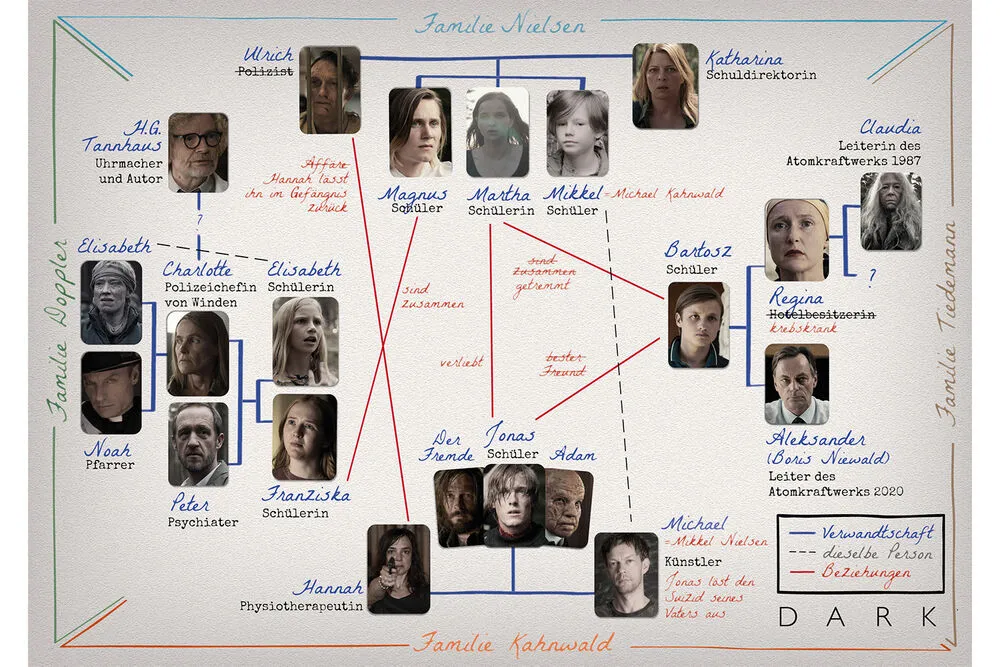 Familie Nielsen
Ulrich
Polizist
Katharina
Schuldirektorin
H.G.
Tannhaus
Uhrmacher
und Autor
Claudia
Leiterin des
Atomkraftwerks 1987
Affäre
Hannah lässt
ihn im Gefängnis
zurück
Magnus
Schüler
Martha
Schülerin
Mikkel = Michael Kahnwald
Schüler
?
Familie Doppler
Elisabeth
Charlotte
Polizeichefin
von Winden
Elisabeth
Schülerin
sind
Zusammen
sind
Zusammen
getrennt
Bartosz
Schüler
?
Regina
Hotelbesitzerin
krebskrank
Familie Tiedemann
verliebt
bester
Freund
Noah
Pfarrer
Peter
Psychiater
Franziska
Schülerin
Der
Fremde
Jonas
Schüler
Adam
Aleksander
(Boris Niewald)
Leiter des
Atomkraftwerks 2020
Hannah
Physiotherapeutin
Michael
=Mikkel Nielsen
Künstler
Jonas löst den
Suizid seines
Vaters aus
Verwandtschaft
dieselbe Person
Beziehungen
DARK
Familie Kahnwald